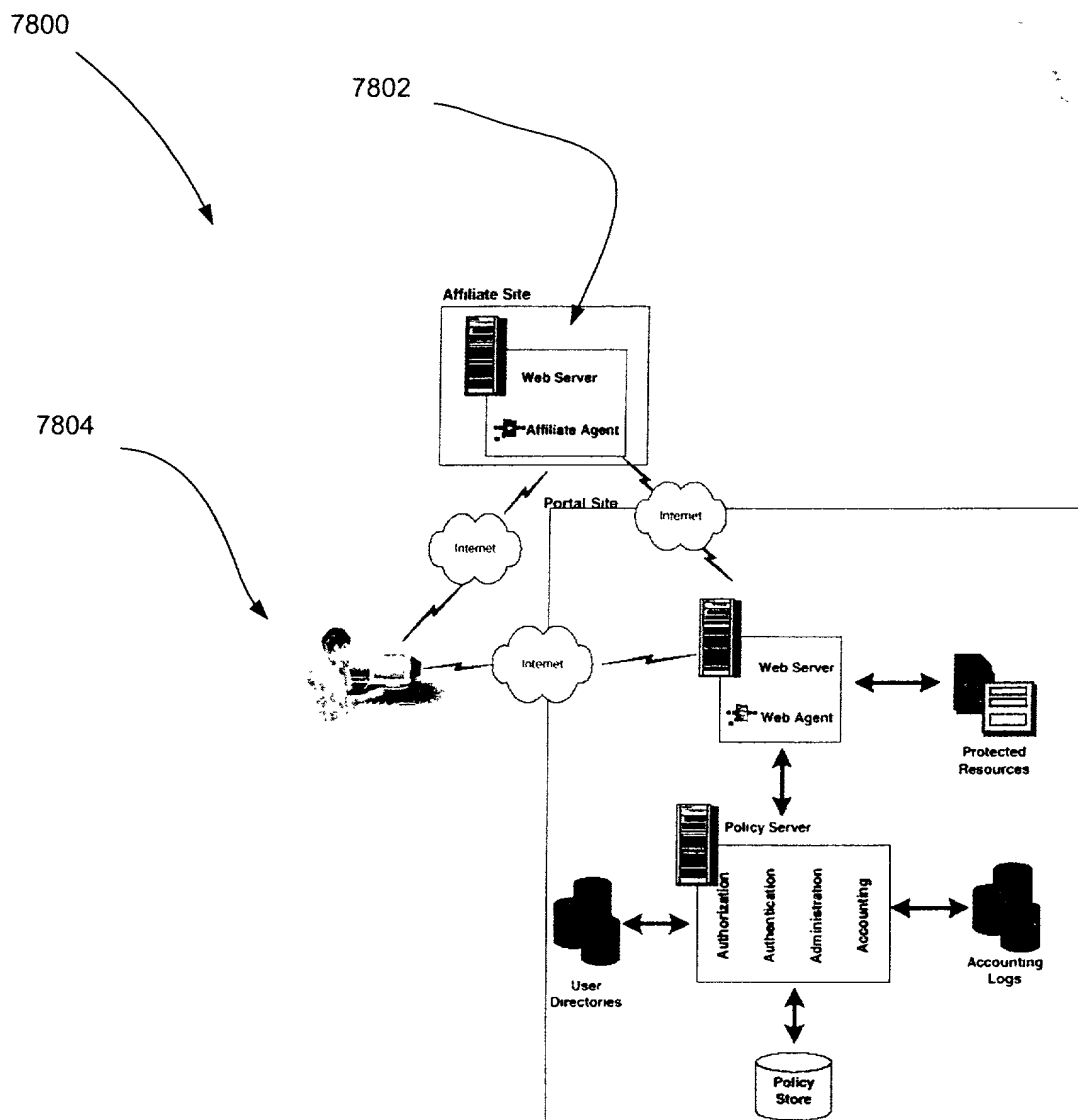 7800
7802
Affiliate Site
Web Server
Affiliate Agent
7804
Portal Site
Internet
Internet
Internet
Web Server
Web Agent
Protected
Resources
Policy Server
Authorization
Authentication
Administration
Accounting
User
Directories
Accounting
Logs
Policy
Store